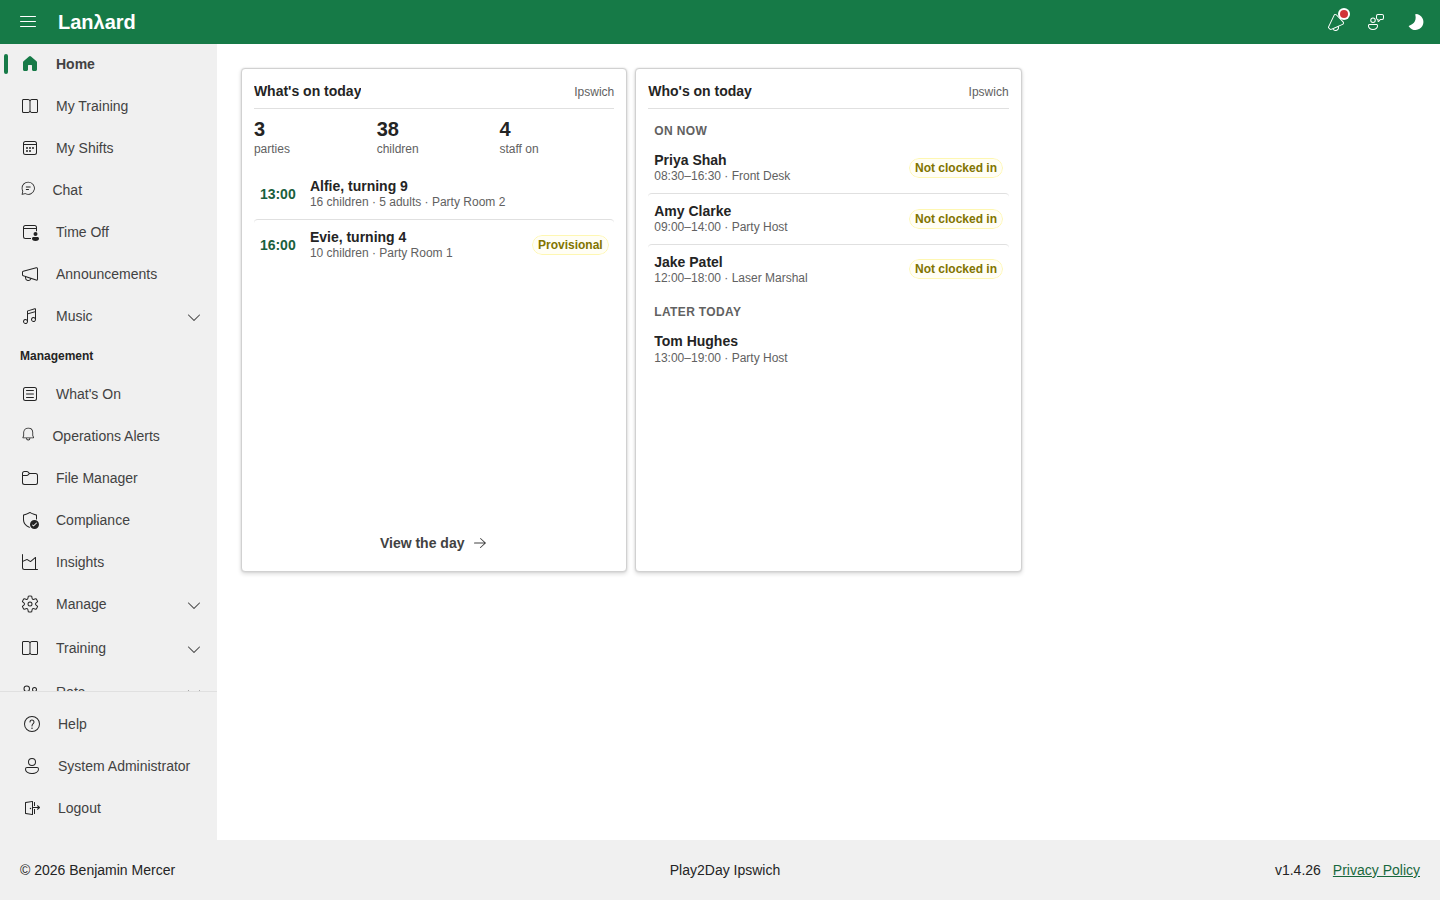 Lanλard
Home
My Training
My Shifts
Chat
Time Off
Announcements
Music
Management
What's On
Operations Alerts
File Manager
Compliance
Insights
Manage
Training
Rota
Help
System Administrator
Logout
What's on today
Ipswich
3
parties
38
children
4
staff on
13:00
Alfie, turning 9
16 children · 5 adults · Party Room 2
16:00
Evie, turning 4
10 children · Party Room 1
Provisional
View the day
Who's on today
Ipswich
ON NOW
Priya Shah
08:30–16:30 · Front Desk
Not clocked in
Amy Clarke
09:00–14:00 · Party Host
Not clocked in
Jake Patel
12:00–18:00 · Laser Marshal
Not clocked in
LATER TODAY
Tom Hughes
13:00–19:00 · Party Host
© 2026 Benjamin Mercer
Play2Day Ipswich
v1.4.26
Privacy Policy